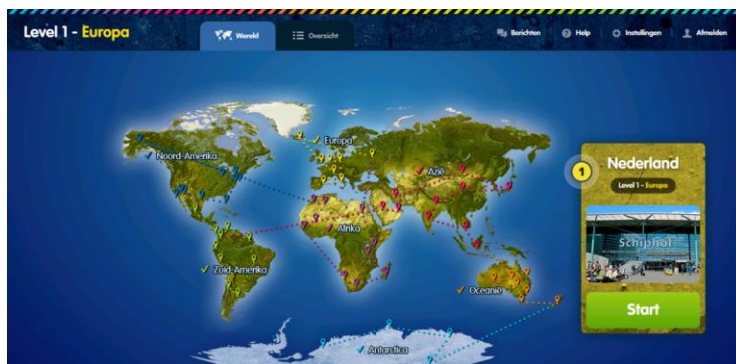 Level 1 - Europa
Wereld
Overzicht
Berichten
Help
Instellingen
Afmelden
Europa
Noord-Amerika
Azië
Afrika
Zuid-Amerika
Oceanië
Antarctica
1
Nederland
Level 1 - Europa
Schiphol
Start